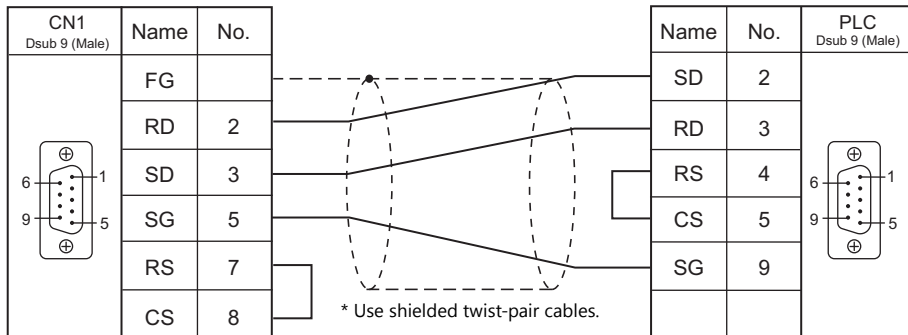 CN1
Dsub 9 (Male)
Name No.
FG
RD 2
SD 3
SG 5
RS 7
CS 8
6 1
9 5
* Use shielded twist-pair cables.
Name No.
PLC
Dsub 9 (Male)
SD 2
RD 3
RS 4
CS 5
SG 9
6 1
9 5